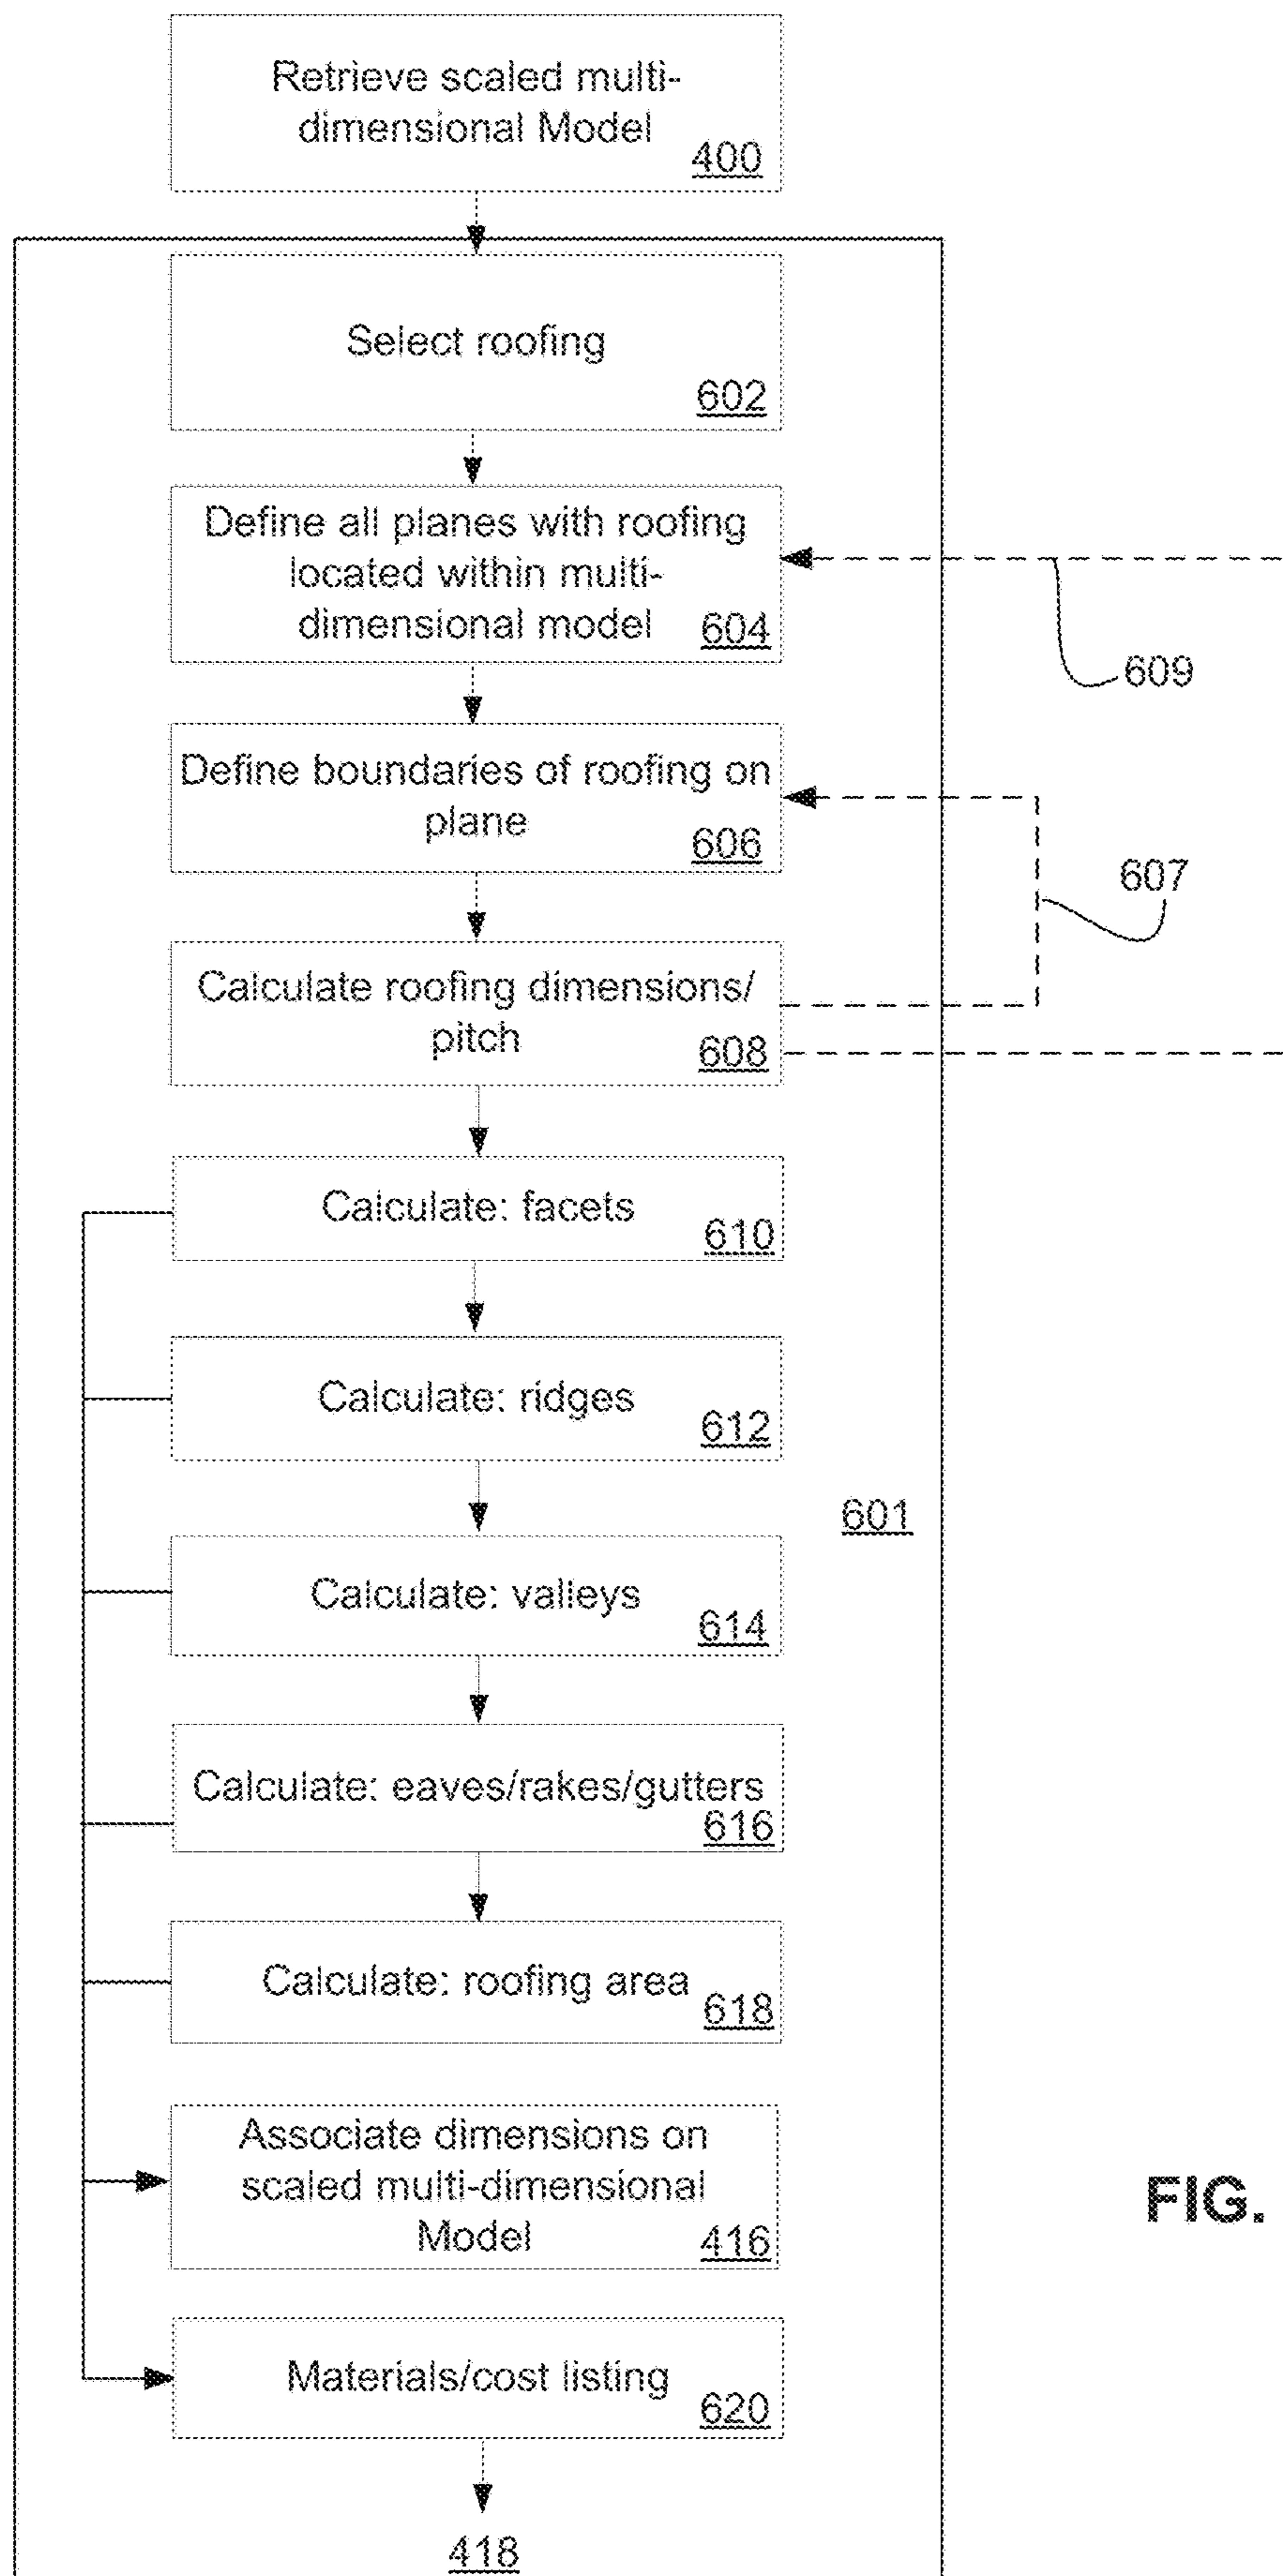 Retrieve scaled multi-
dimensional Model
400
Select roofing
602
Define all planes with roofing
located within multi-
dimensional model
604
609
Define boundaries of roofing on
plane
606
607
Calculate roofing dimensions/
pitch
608
Calculate: facets
610
Calculate: ridges
612
601
Calculate: valleys
614
Calculate: eaves/rakes/gutters
616
Calculate: roofing area
618
Associate dimensions on
scaled multi-dimensional
Model
416
FIG.
Materials/cost listing
620
418